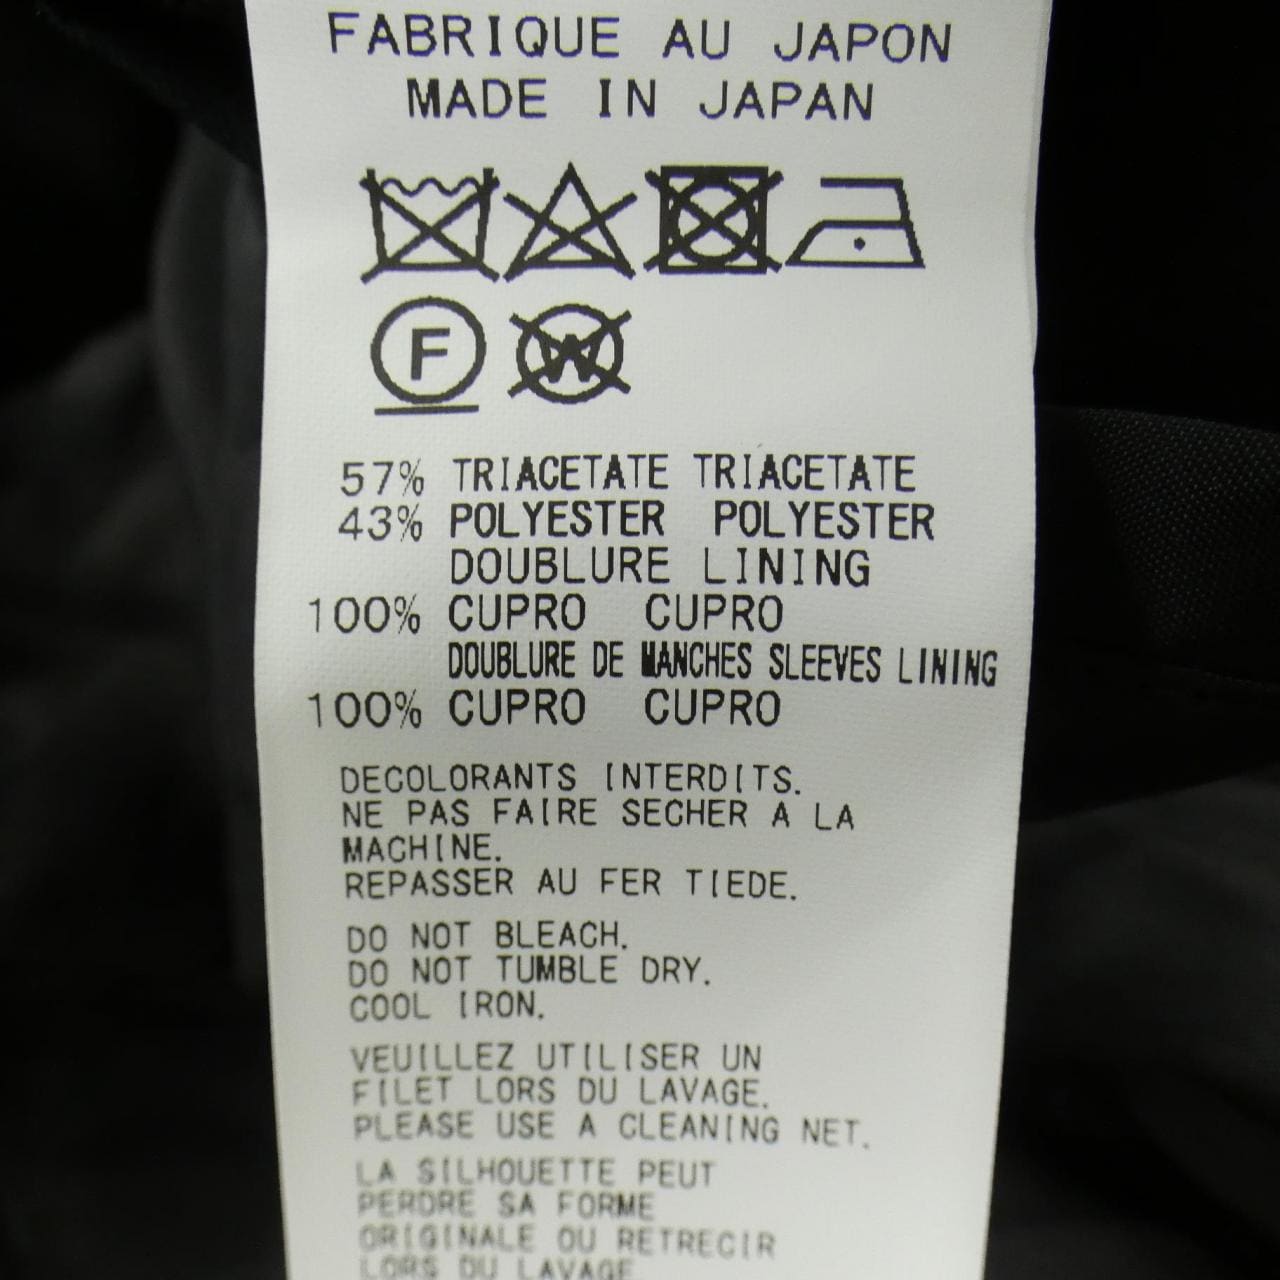 FABRIQUE AU JAPON
MADE IN JAPAN
F W
57% TRIACETATE TRIACETATE
43% POLYESTER POLYESTER
DOUBLURE LINING
100% CUPRO CUPRO
DOUBLURE DE MANCHES SLEEVES LINING
100% CUPRO CUPRO
DECOLORANTS INTERDITS.
NE PAS FAIRE SECHER A LA
MACHINE.
REPASSER AU FER TIEDE.
DO NOT BLEACH.
DO NOT TUMBLE DRY.
COOL IRON.
VEUILLEZ UTILISER UN
FILET LORS DU LAVAGE.
PLEASE USE A CLEANING NET.
LA SILHOUETTE PEUT
PERDRE SA FORME
ORIGINALE OU RETRECIR
LORS DU LAVAGE